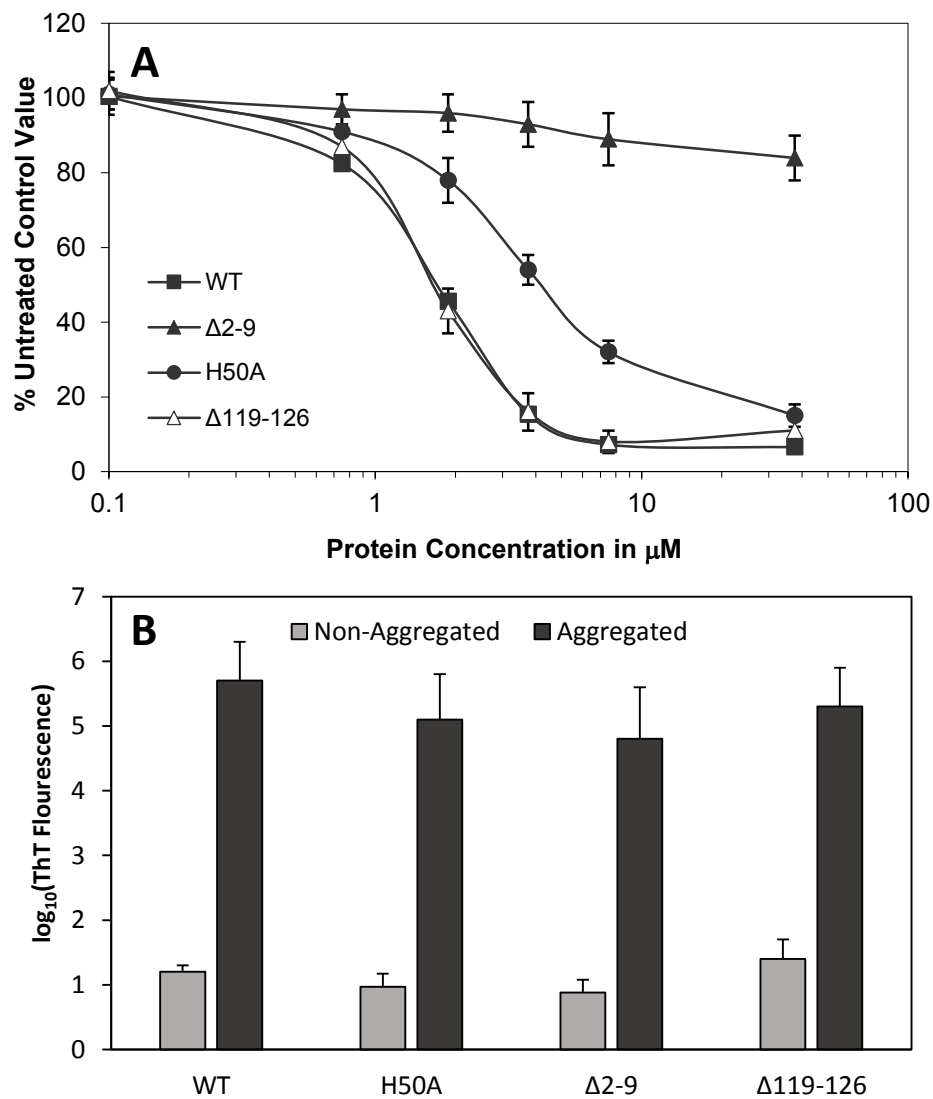 A
120
100
80
60
40
20
0
% Untreated Control Value
WT
Δ2-9
H50A
Δ119-126
0.1 1 10 100
Protein Concentration in μM
B
Non-Aggregated Aggregated
7
6
5
4
3
2
1
0
log₁₀(ThT Flourescence)
WT H50A Δ2-9 Δ119-126